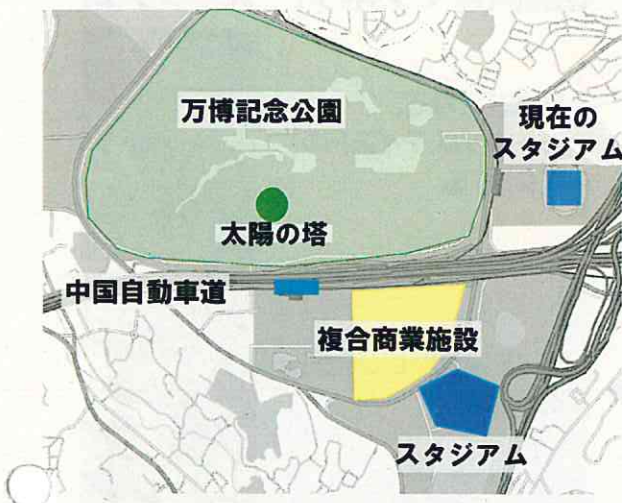 万博記念公園
現在の
スタジアム
太陽の塔
中国自動車道
複合商業施設
スタジアム